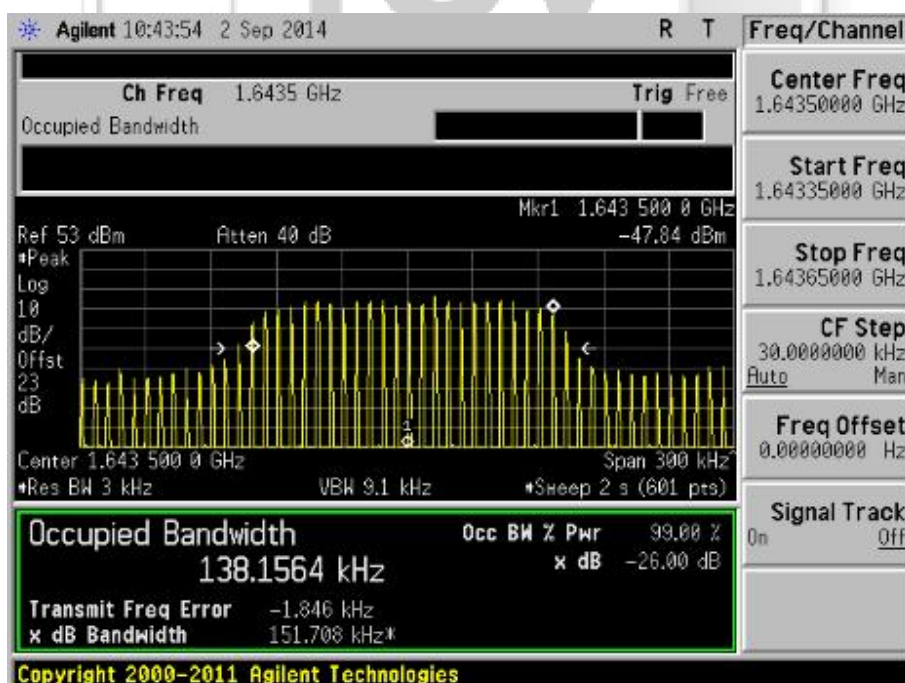 Agilent 10:43:54 2 Sep 2014 R T
Freq/Channel
Ch Freq 1.6435 GHz Trig Free
Occupied Bandwidth
Center Freq
1.64350000 GHz
Start Freq
1.64335000 GHz
Stop Freq
1.64365000 GHz
CF Step
30.0000000 kHz
Auto Man
Freq Offset
0.00000000 Hz
Signal Track
On Off
Mkr1 1.643 500 0 GHz
Ref 53 dBm Atten 40 dB -47.84 dBm
#Peak
Log
10
dB/
Offst
23
dB
1
Center 1.643 500 0 GHz Span 300 kHz
#Res BW 3 kHz VBW 9.1 kHz #Sweep 2 s (601 pts)
Occupied Bandwidth Occ BW % Pwr 99.00 %
138.1564 kHz x dB -26.00 dB
Transmit Freq Error -1.846 kHz
x dB Bandwidth 151.708 kHz*
Copyright 2000-2011 Agilent Technologies